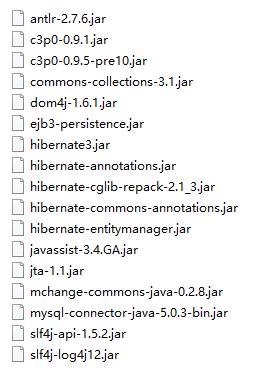 antlr-2.7.6.jar
c3p0-0.9.1.jar
c3p0-0.9.5-pre10.jar
commons-collections-3.1.jar
dom4j-1.6.1.jar
ejb3-persistence.jar
hibernate3.jar
hibernate-annotations.jar
hibernate-cglib-repack-2.1_3.jar
hibernate-commons-annotations.jar
hibernate-entitymanager.jar
javassist-3.4.GA.jar
jta-1.1.jar
mchange-commons-java-0.2.8.jar
mysql-connector-java-5.0.3-bin.jar
slf4j-api-1.5.2.jar
slf4j-log4j12.jar